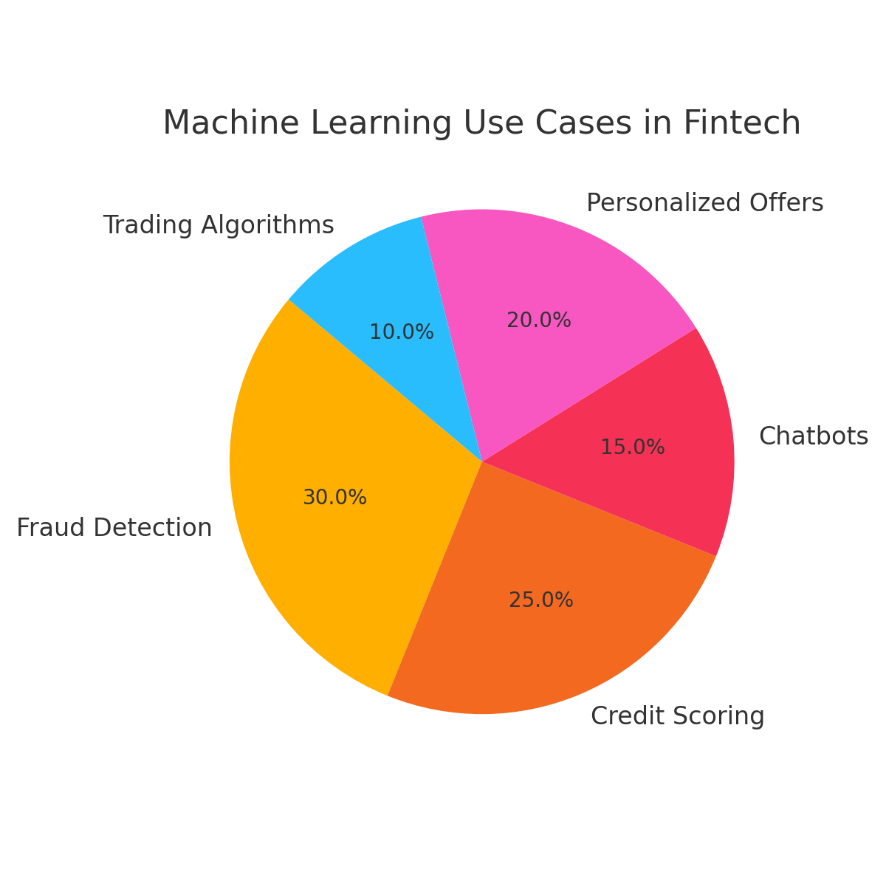 Machine Learning Use Cases in Fintech
Personalized Offers
Trading Algorithms
20.0%
10.0%
Chatbots
15.0%
30.0%
Fraud Detection
25.0%
Credit Scoring